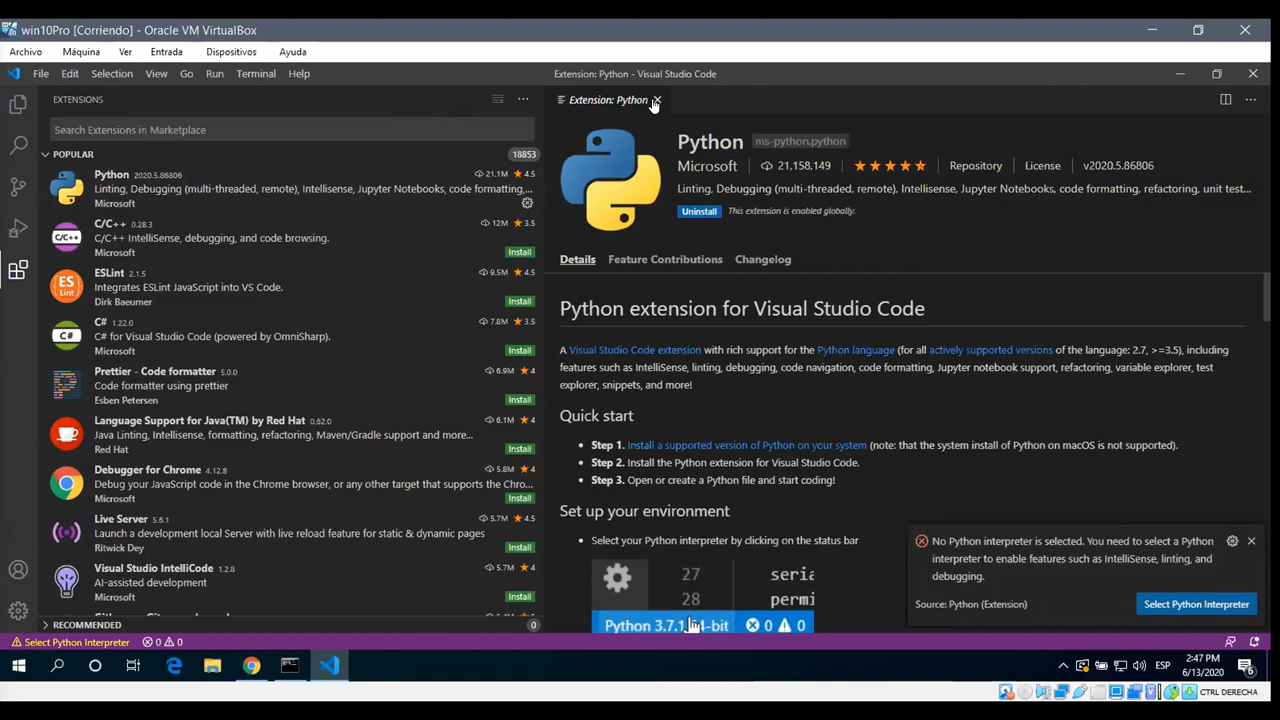 win10Pro [Corriendo] - Oracle VM VirtualBox
Archivo Máquina Ver Entrada Dispositivos Ayuda
File Edit Selection View Go Run Terminal Help
Extension: Python - Visual Studio Code
EXTENSIONS
Search Extensions in Marketplace
POPULAR 18853
Python 2020.5.86806 21.1M 4.5
Linting, Debugging (multi-threaded, remote), Intellisense, Jupyter Notebooks, code formatting,...
Microsoft
C/C++ 0.28.3 12M 3.5
C/C++
C/C++ IntelliSense, debugging, and code browsing.
Microsoft Install
ESLint 2.1.5 9.5M 4.5
ES
Lint
Integrates ESLint JavaScript into VS Code.
Dirk Baeumer Install
C# 1.22.0 7.8M 3.5
C#
C# for Visual Studio Code (powered by OmniSharp).
Microsoft Install
Prettier - Code formatter 5.0.0 6.9M 4
Code formatter using prettier
Esben Petersen Install
Language Support for Java(TM) by Red Hat 0.62.0 6.1M 4
Java Linting, Intellisense, formatting, refactoring, Maven/Gradle support and more...
Red Hat Install
Debugger for Chrome 4.12.8 5.8M 4
Debug your JavaScript code in the Chrome browser, or any other target that supports the Chro...
Microsoft Install
Live Server 5.6.1 5.7M 4.5
Launch a development local Server with live reload feature for static & dynamic pages
Ritwick Dey Install
Visual Studio IntelliCode 1.2.8 5.7M 4
AI-assisted development
Microsoft Install
RECOMMENDED 0
Extension: Python
Python ms-python.python
Microsoft 21,158,149 Repository License v2020.5.86806
Linting, Debugging (multi-threaded, remote), Intellisense, Jupyter Notebooks, code formatting, refactoring, unit test...
Uninstall This extension is enabled globally.
Details Feature Contributions Changelog
Python extension for Visual Studio Code
A Visual Studio Code extension with rich support for the Python language (for all actively supported versions of the language: 2.7, >=3.5), including
features such as IntelliSense, linting, debugging, code navigation, code formatting, Jupyter notebook support, refactoring, variable explorer, test
explorer, snippets, and more!
Quick start
Step 1. Install a supported version of Python on your system (note: that the system install of Python on macOS is not supported).
Step 2. Install the Python extension for Visual Studio Code.
Step 3. Open or create a Python file and start coding!
Set up your environment
Select your Python interpreter by clicking on the status bar
27
28
Python 0 0
No Python interpreter is selected. You need to select a Python
interpreter to enable features such as IntelliSense, linting, and
debugging.
Source: Python (Extension) Select Python Interpreter
Select Python Interpreter 0 0
ESP 2:47 PM
6/13/2020 6
CTRL DERECHA